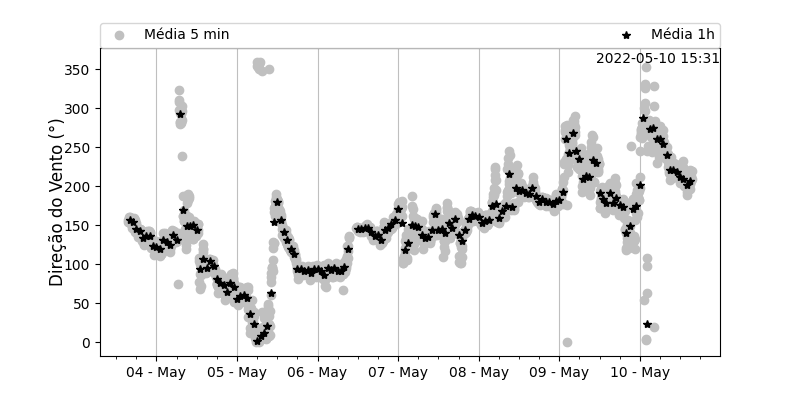 Média 5 min
Média 1h
2022-05-10 15:31
Direção do Vento (°)
350
300
250
200
150
100
50
0
04 - May
05 - May
06 - May
07 - May
08 - May
09 - May
10 - May